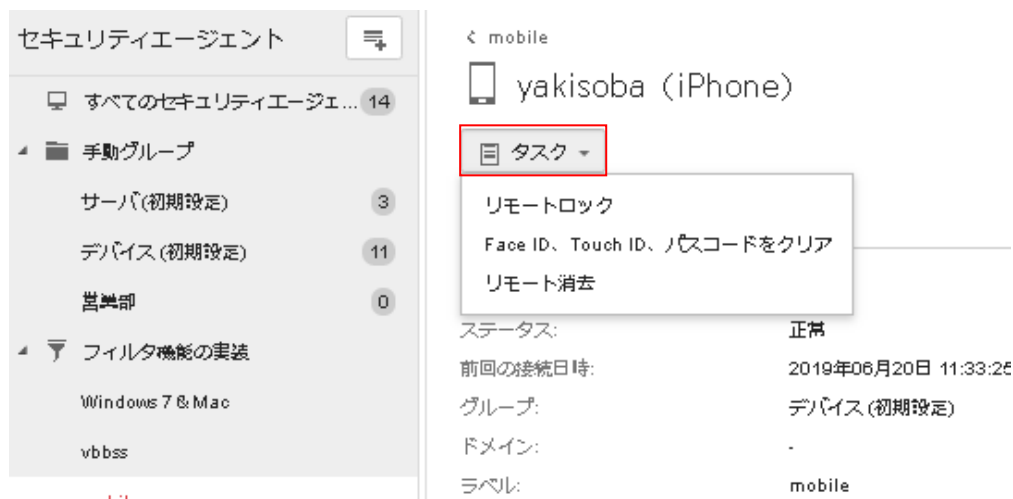 セキュリティエージェント
すべてのセキュリティエージェ... 14
手動グループ
サーバ(初期設定) 3
デバイス(初期設定) 11
営業部 0
フィルタ機能の実装
Windows 7 & Mac
vbbss
mobile
yakisoba (iPhone)
タスク
リモートロック
Face ID、Touch ID、パスコードをクリア
リモート消去
ステータス: 正常
前回の接続日時: 2019年06月20日 11:33:25
グループ: デバイス(初期設定)
ドメイン: -
ラベル: mobile